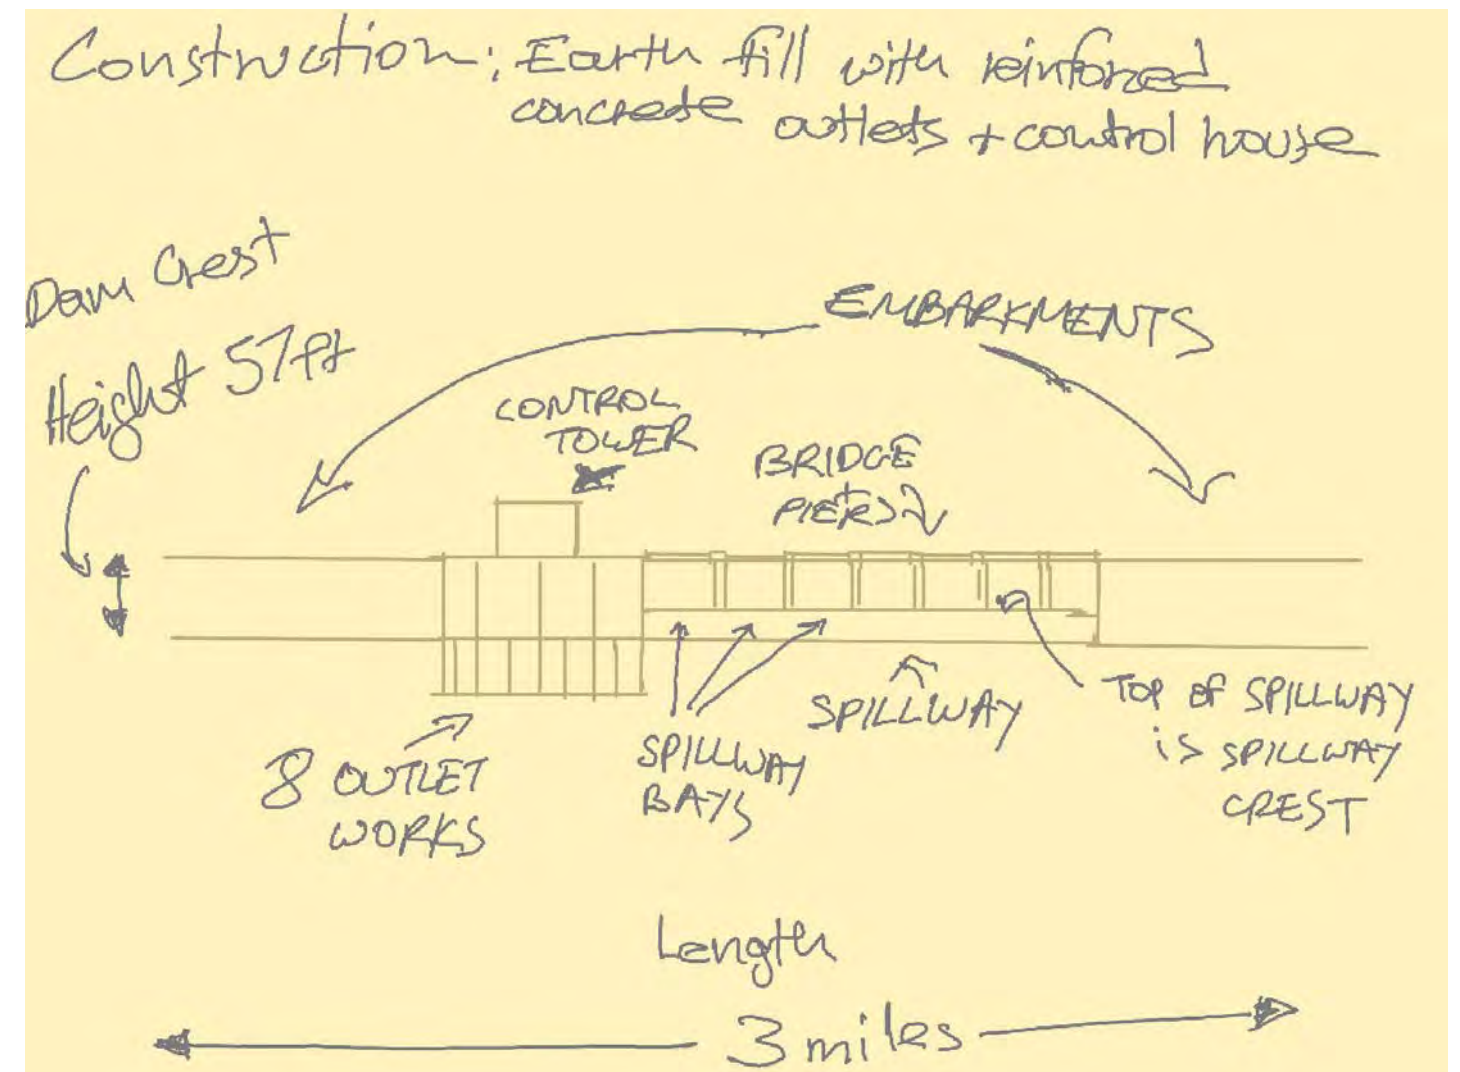 Construction: Earth fill with reinforced
concrete outlets + control house
Dam Crest
Height 57ft
EMBARKMENTS
CONTROL
TOWER
BRIDGE
PIERS
8 OUTLET
WORKS
SPILLWAY
BAYS
SPILLWAY
TOP OF SPILLWAY
is SPILLWAY
CREST
Length
3 miles